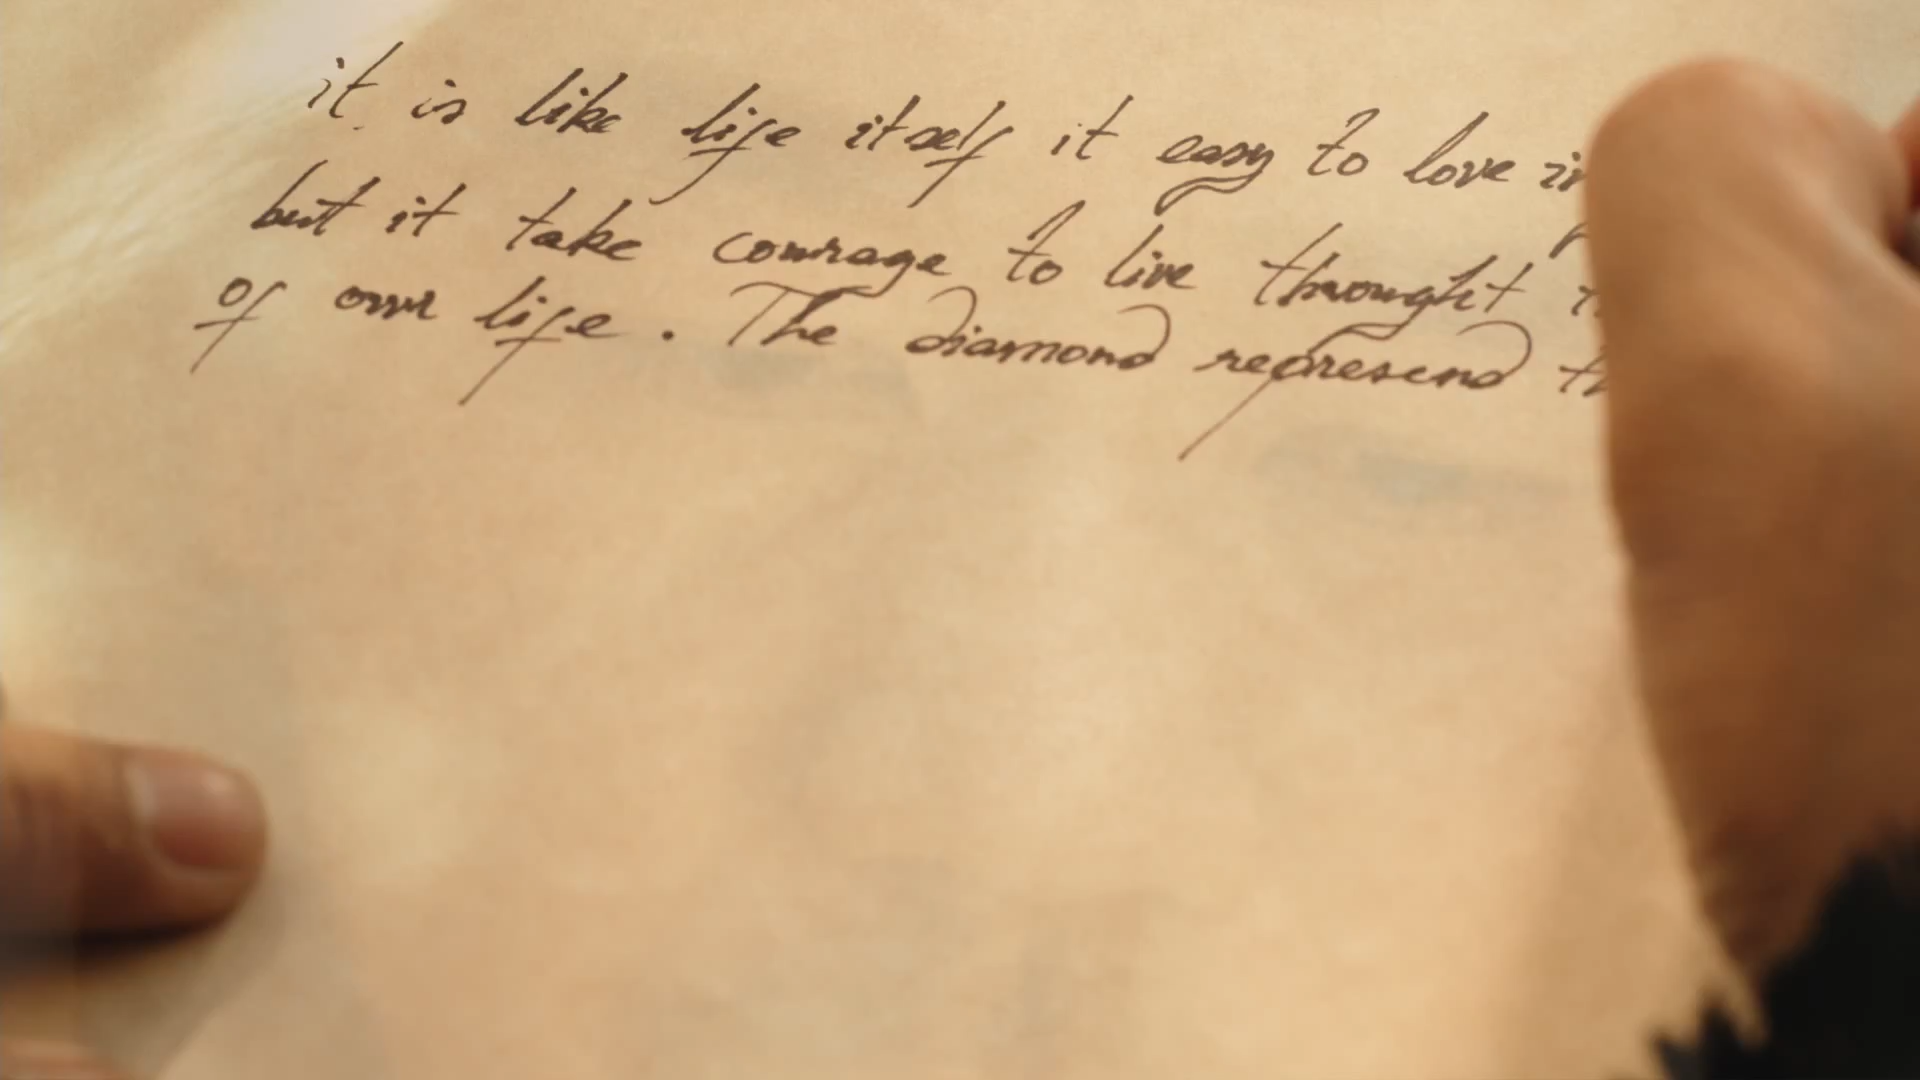 it is like life itself it easy to love in
but it take courage to live throught
of our life. The diamond represend